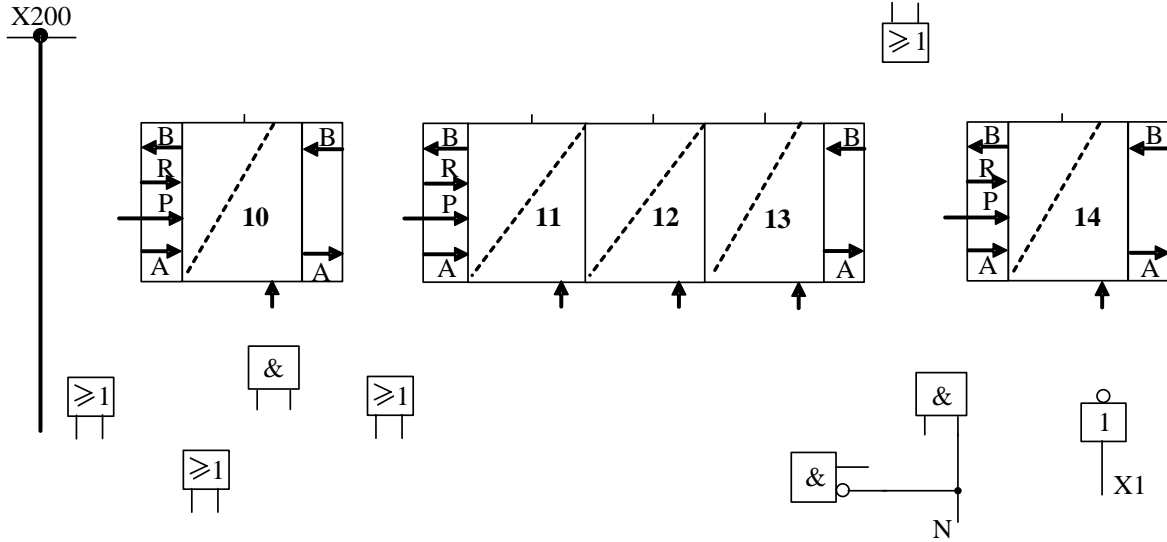 X200
≥1
B B B B B B
R R R
P 10 P 11 12 13 P 14
A A A A A A
& & 1
≥1 ≥1
≥1 & X1
N